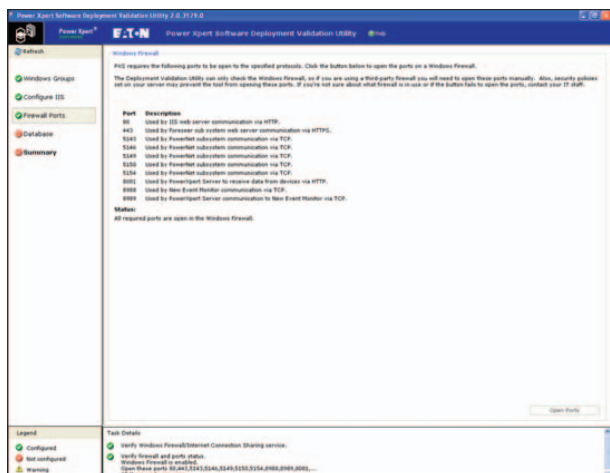 Power Xpert Software Deployment Validation Utility 2.0.3179.0
Power Xpert®
EATON
Power Xpert Software Deployment Validation Utility
Help
Refresh
Windows Groups
Configure IIS
Firewall Ports
Database
Summary
Windows Firewall
PXS requires the following ports to be open to the specified protocols. Click the button below to open the ports on a Windows Firewall.
The Deployment Validation Utility can only check the Windows Firewall, so if you are using a third-party firewall you will need to open these ports manually. Also, security policies
set on your server may prevent the tool from opening these ports. If you're not sure about what firewall is in use or if the button fails to open the ports, contact your IT staff.
Port Description
80 Used by IIS web server communication via HTTP.
443 Used by Foreseer sub system web server communication via HTTPS.
5143 Used by PowerNet subsystem communication via TCP.
5146 Used by PowerNet subsystem communication via TCP.
5149 Used by PowerNet subsystem communication via TCP.
5150 Used by PowerNet subsystem communication via TCP.
5154 Used by PowerNet subsystem communication via TCP.
8081 Used by PowerXpert Server to receive data from devices via HTTP.
8988 Used by New Event Monitor communication via TCP.
8989 Used by PowerXpert Server communication to New Event Monitor via TCP.
Status:
All required ports are open in the Windows Firewall.
Open Ports
Legend
Configured
Not configured
Warning
Task Details
Verify Windows Firewall/Internet Connection Sharing service.
Verify firewall and ports status.
Windows Firewall is enabled.
Open these ports 80,443,5143,5146,5149,5150,5154,8988,8989,8081,...